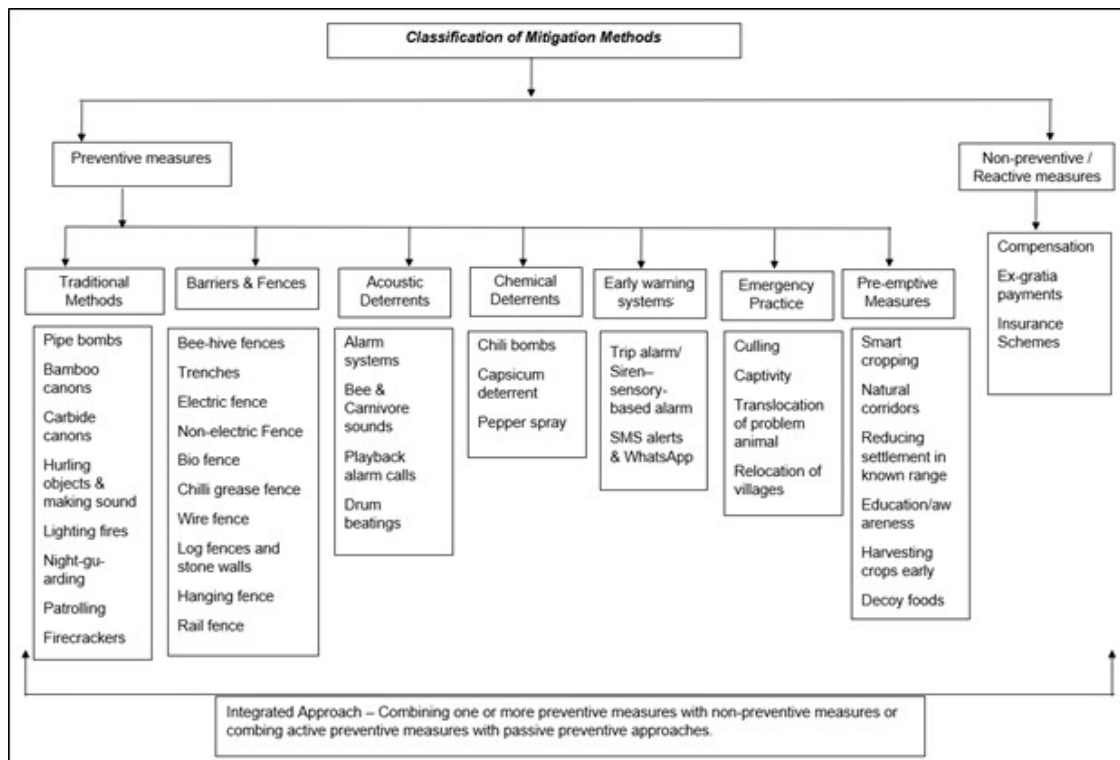 Classification of Mitigation Methods
Preventive measures
Non-preventive /
Reactive measures
Traditional
Methods
Barriers & Fences
Acoustic
Deterrents
Chemical
Deterrents
Early warning
systems
Emergency
Practice
Pre-emptive
Measures
Pipe bombs
Bamboo
canons
Carbide
canons
Hurling
objects &
making sound
Lighting fires
Night-gu-
arding
Patrolling
Firecrackers
Bee-hive fences
Trenches
Electric fence
Non-electric Fence
Bio fence
Chilli grease fence
Wire fence
Log fences and
stone walls
Hanging fence
Rail fence
Alarm
systems
Bee &
Carnivore
sounds
Playback
alarm calls
Drum
beatings
Chili bombs
Capsicum
deterrent
Pepper spray
Trip alarm/
Siren–
sensory-
based alarm
SMS alerts
& WhatsApp
Culling
Captivity
Translocation
of problem
animal
Relocation of
villages
Smart
cropping
Natural
corridors
Reducing
settlement in
known range
Education/aw
areness
Harvesting
crops early
Decoy foods
Compensation
Ex-gratia
payments
Insurance
Schemes
Integrated Approach – Combining one or more preventive measures with non-preventive measures or
combing active preventive measures with passive preventive approaches.